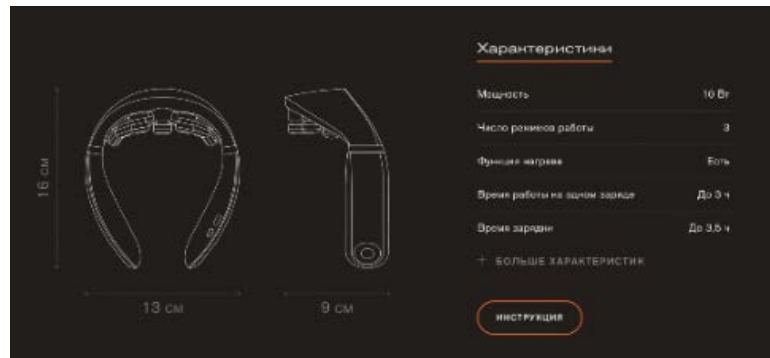 Характеристики
Мощность 10 Вт
Число режимов работы 3
Функция нагрева Есть
Время работы на одном заряде До 3 ч
Время зарядки До 3,5 ч
+ БОЛЬШЕ ХАРАКТЕРИСТИК
ИНСТРУКЦИЯ
16 СМ
13 СМ
9 СМ